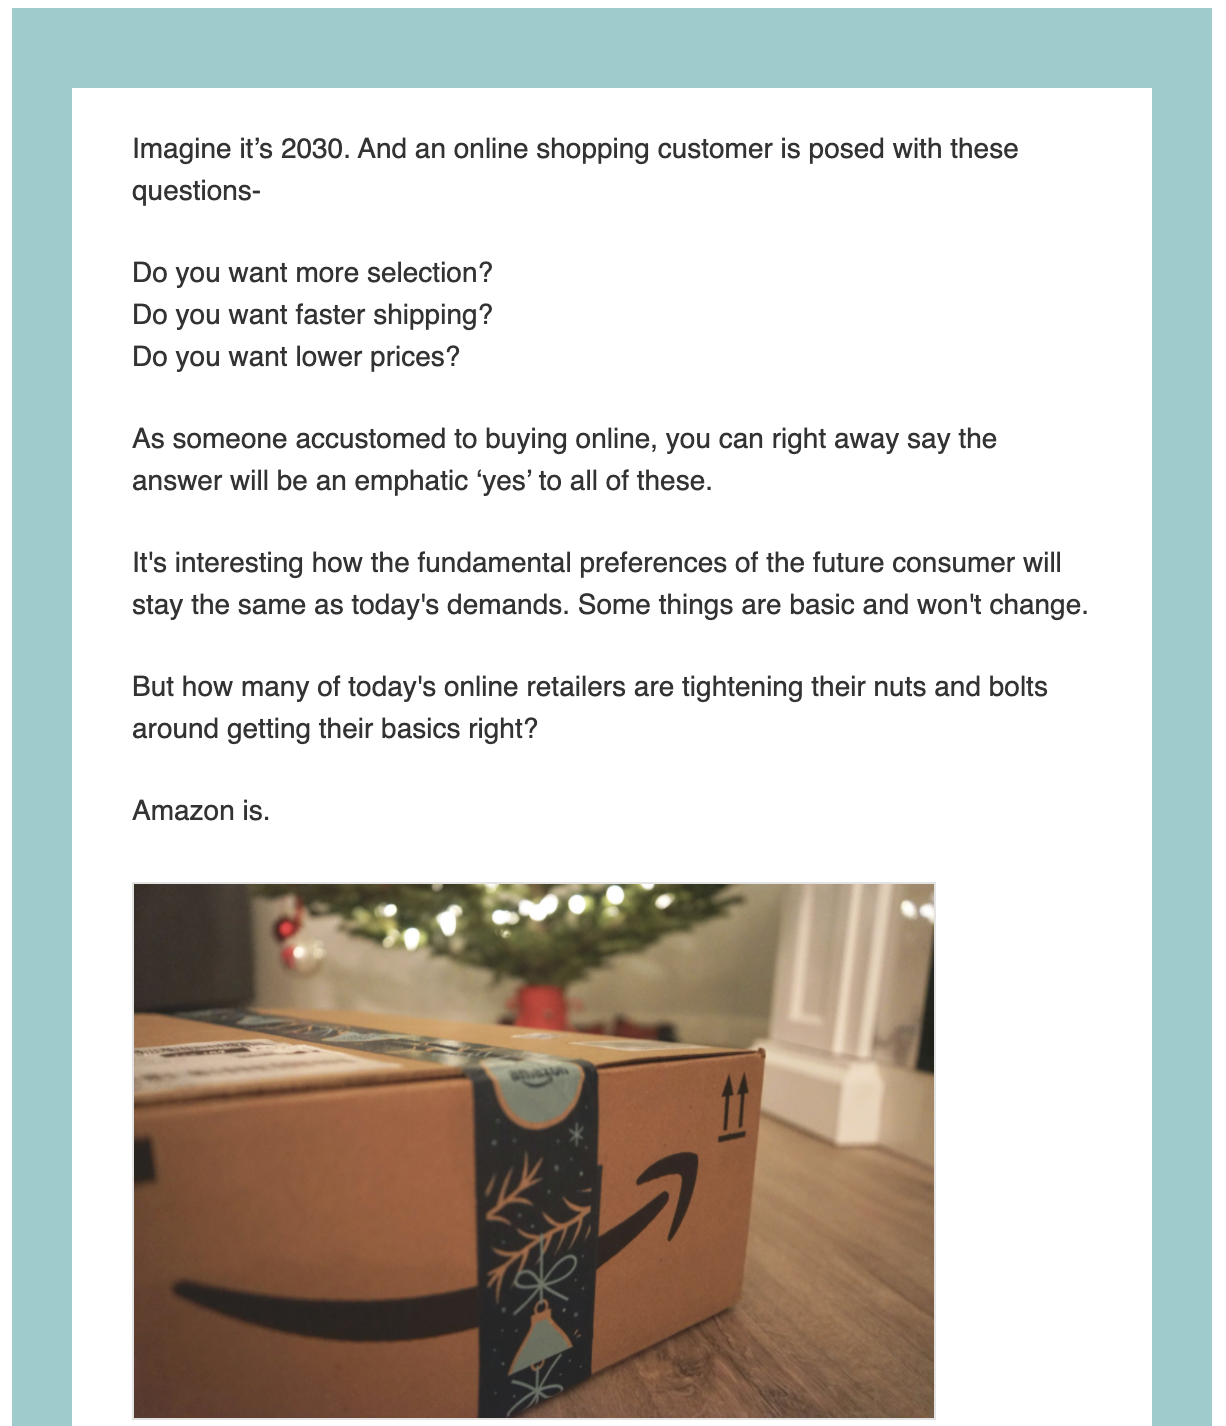 Imagine it’s 2030. And an online shopping customer is posed with these
questions-
Do you want more selection?
Do you want faster shipping?
Do you want lower prices?
As someone accustomed to buying online, you can right away say the
answer will be an emphatic ‘yes’ to all of these.
It's interesting how the fundamental preferences of the future consumer will
stay the same as today's demands. Some things are basic and won't change.
But how many of today's online retailers are tightening their nuts and bolts
around getting their basics right?
Amazon is.